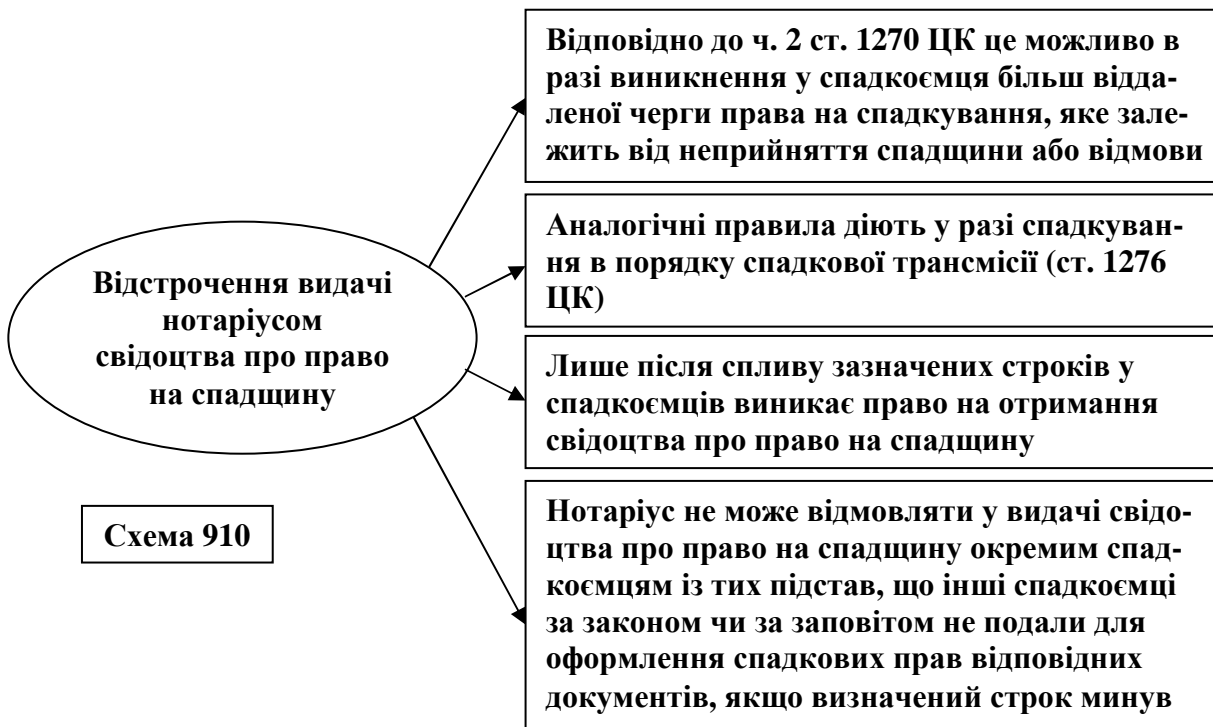 Відповідно до ч. 2 ст. 1270 ЦК це можливо в
разі виникнення у спадкоємця більш відда-
леної черги права на спадкування, яке зале-
жить від неприйняття спадщини або відмови
Аналогічні правила діють у разі спадкуван-
ня в порядку спадкової трансмісії (ст. 1276
ЦК)
Відстрочення видачі
нотаріусом
свідоцтва про право
на спадщину
Лише після спливу зазначених строків у
спадкоємців виникає право на отримання
свідоцтва про право на спадщину
Нотаріус не може відмовляти у видачі свідо-
цтва про право на спадщину окремим спад-
коємцям із тих підстав, що інші спадкоємці
за законом чи за заповітом не подали для
оформлення спадкових прав відповідних
документів, якщо визначений строк минув
Схема 910